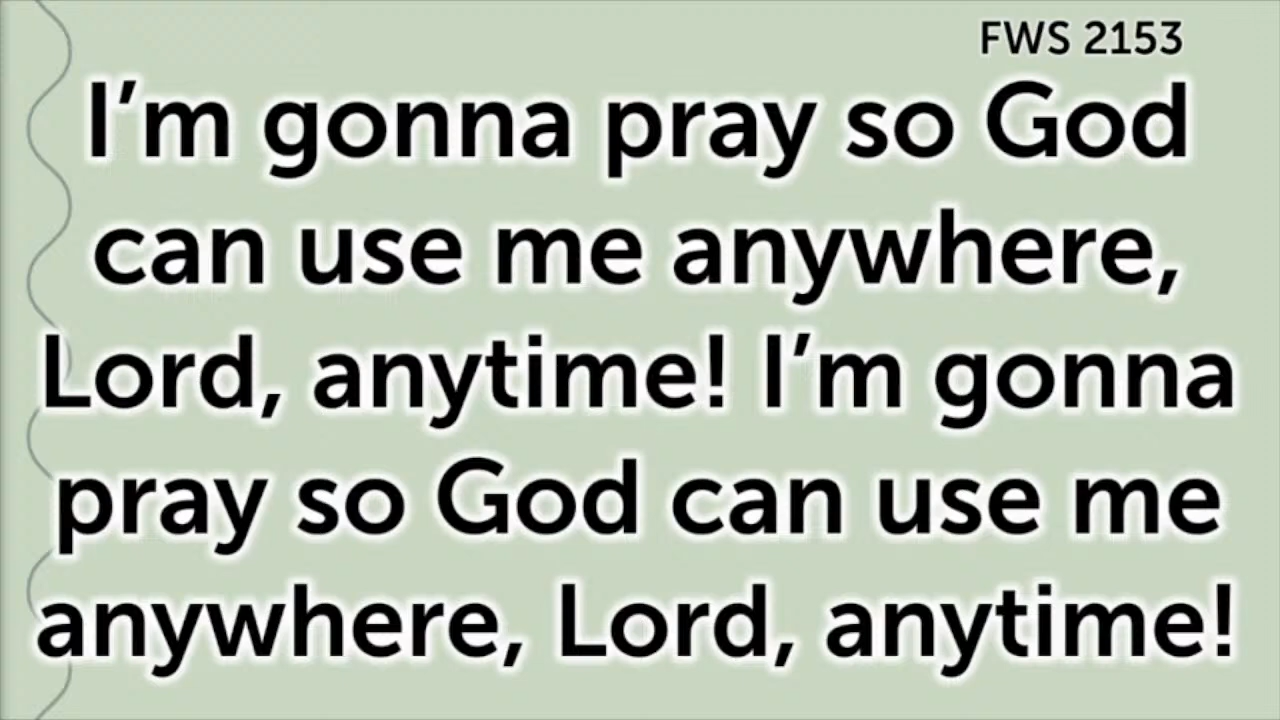 FWS 2153
I’m gonna pray so God
can use me anywhere,
Lord, anytime! I’m gonna
pray so God can use me
anywhere, Lord, anytime!